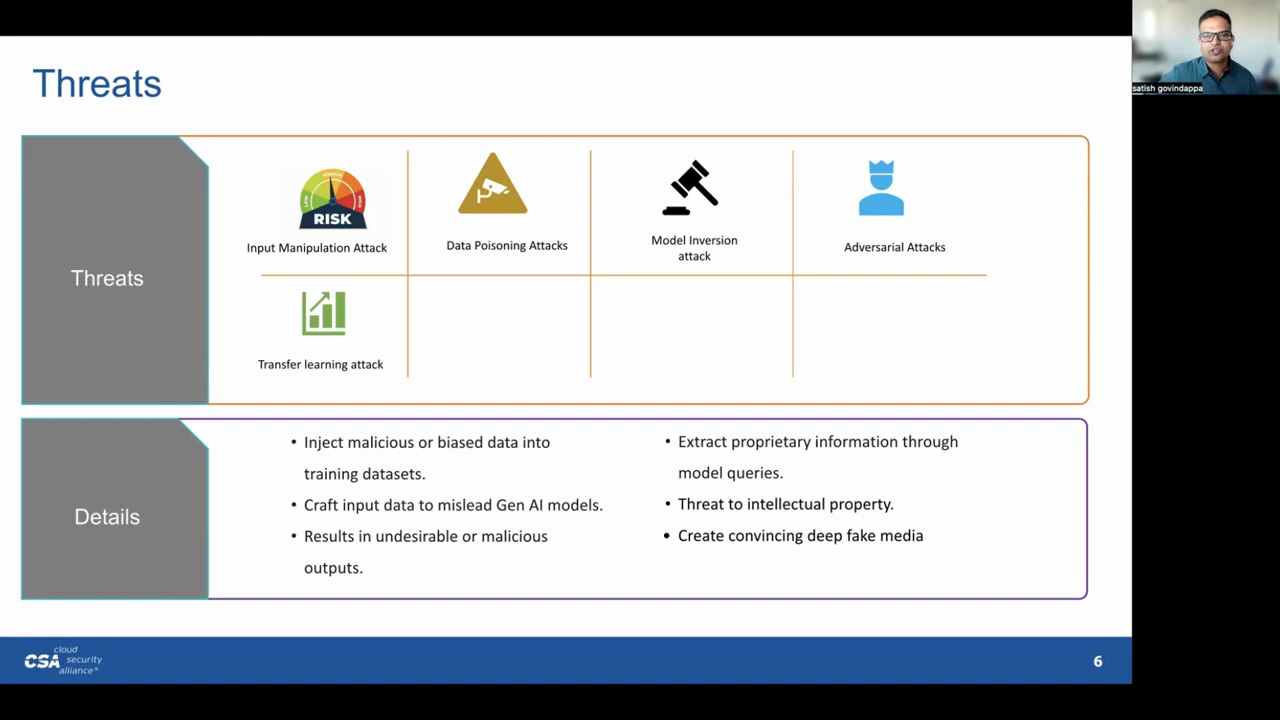 Threats
satish govindappa
Threats
RISK
Input Manipulation Attack
Data Poisoning Attacks
Model Inversion
attack
Adversarial Attacks
Transfer learning attack
Details
• Inject malicious or biased data into
training datasets.
• Craft input data to mislead Gen AI models.
• Results in undesirable or malicious
outputs.
• Extract proprietary information through
model queries.
• Threat to intellectual property.
• Create convincing deep fake media
CSA cloud
security
alliance®
6